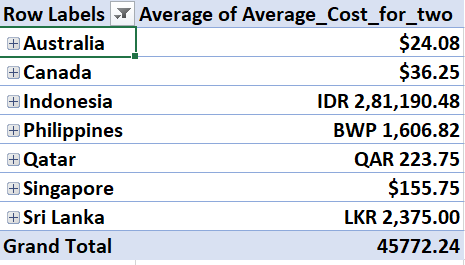 Row Labels Average of Average_Cost_for_two
Australia $24.08
Canada $36.25
Indonesia IDR 2,81,190.48
Philippines BWP 1,606.82
Qatar QAR 223.75
Singapore $155.75
Sri Lanka LKR 2,375.00
Grand Total 45772.24